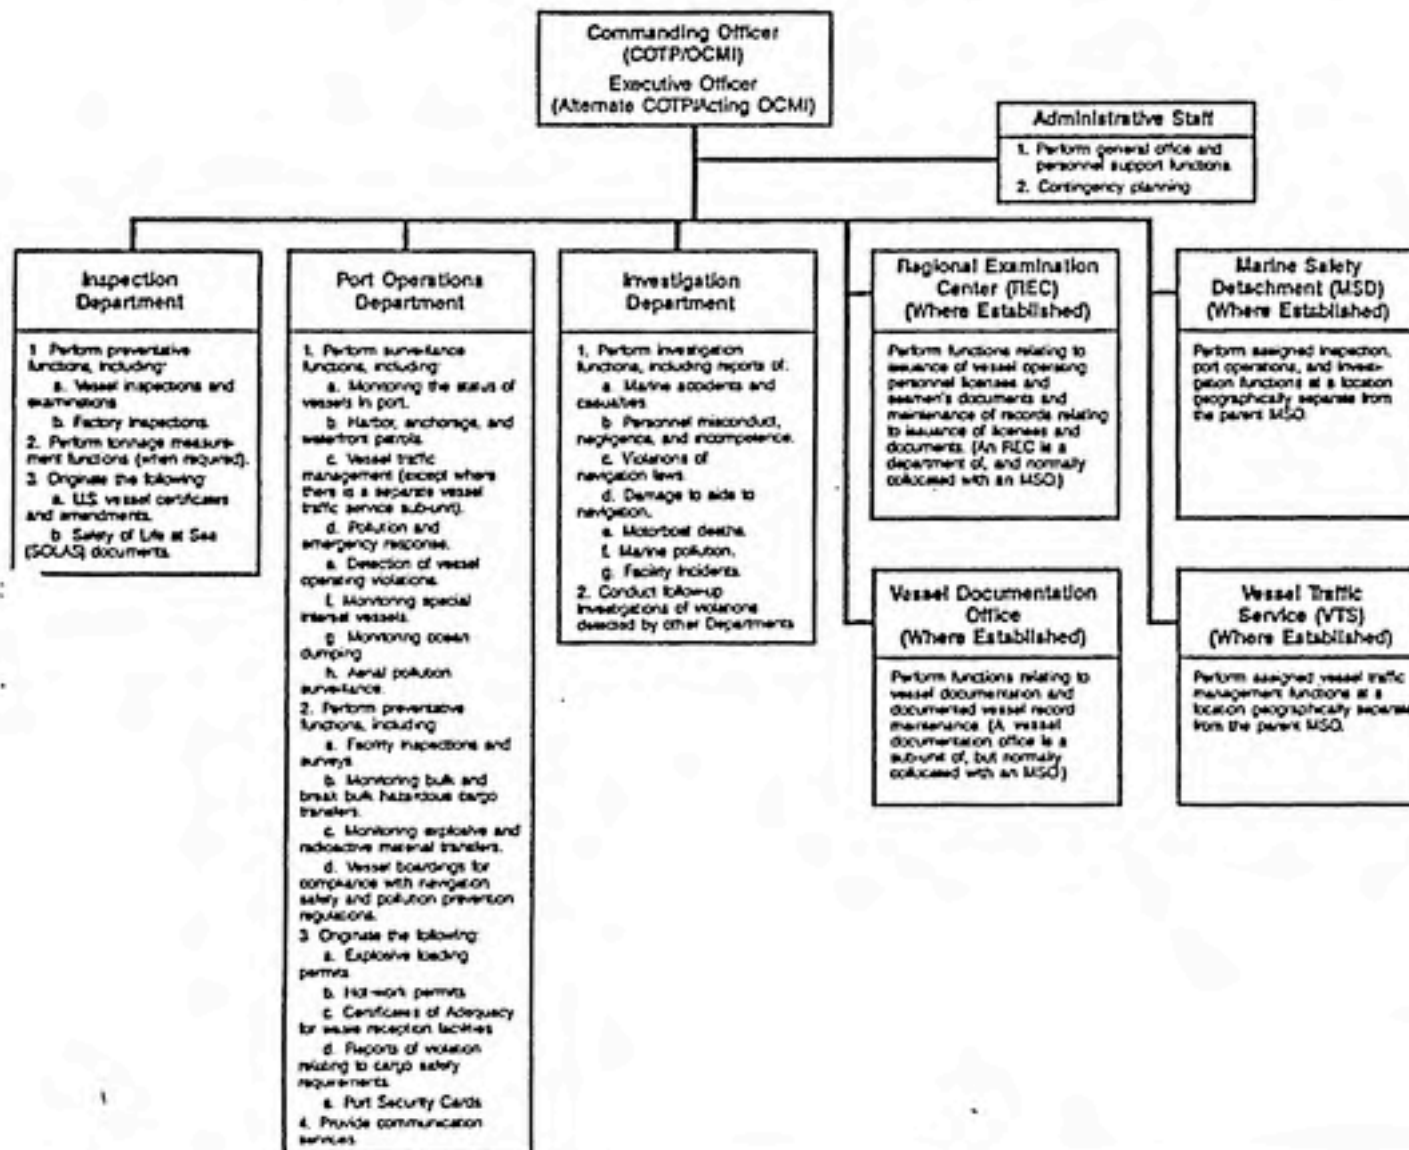 Commanding Officer
(COTP/OCMI)
Executive Officer
(Alternate COTP/Acting OCMI)
Administrative Staff
1. Perform general office and
personnel support functions.
2. Contingency planning
Inspection
Department
1 Perform preventative
functions, including:
a. Vessel inspections and
examinations
b. Factory Inspections.
2. Perform tonnage measure-
ment functions (when required).
3. Originate the following:
a. U.S. vessel certificates
and amendments.
b Safety of Life at Sea
(SOLAS) documents.
Port Operations
Department
1. Perform surveillance
functions, including:
a. Monitoring the status of
vessels in port.
b. Harbor, anchorage, and
waterfront patrols.
c. Vessel traffic
management (except where
there is a separate vessel
traffic service sub-unit).
d. Pollution and
emergency response.
e. Detection of vessel
operating violations.
f. Monitoring special
interest vessels.
g. Monitoring ocean
dumping
h. Aerial pollution
surveillance.
2. Perform preventative
functions, including
a. Facility inspections and
surveys
b. Monitoring bulk and
break bulk hazardous cargo
transfers.
c. Monitoring explosive and
radioactive material transfers.
d. Vessel boardings for
compliance with navigation
safety and pollution prevention
regulations.
3 Originate the following:
a. Explosive loading
permits
b. Hot-work permits
c. Certificates of Adequacy
for waste reception facilities
d. Reports of violation
relating to cargo safety
requirements.
e. Port Security Cards
4. Provide communication
services
Investigation
Department
1. Perform investigation
functions, including reports of:
a. Marine accidents and
casualties.
b. Personnel misconduct,
negligence, and incompetence.
c. Violations of
navigation laws.
d. Damage to aids to
navigation.
e. Motorboat deaths.
f. Marine pollution.
g. Facility Incidents.
2. Conduct follow-up
investigations of violations
detected by other Departments
Regional Examination
Center (REC)
(Where Established)
Perform functions relating to
issuance of vessel operating
personnel licenses and
seamen's documents and
maintenance of records relating
to issuance of licenses and
documents. (An REC is a
department of, and normally
collocated with an MSO.)
Marine Safety
Detachment (MSD)
(Where Established)
Perform assigned inspection,
port operations, and investi-
gation functions at a location
geographically separate from
the parent MSO.
Vessel Documentation
Office
(Where Established)
Perform functions relating to
vessel documentation and
documented vessel record
maintenance. (A vessel
documentation office is a
sub-unit of, but normally
collocated with an MSO.)
Vessel Traffic
Service (VTS)
(Where Established)
Perform assigned vessel traffic
management functions at a
location geographically separate
from the parent MSO.